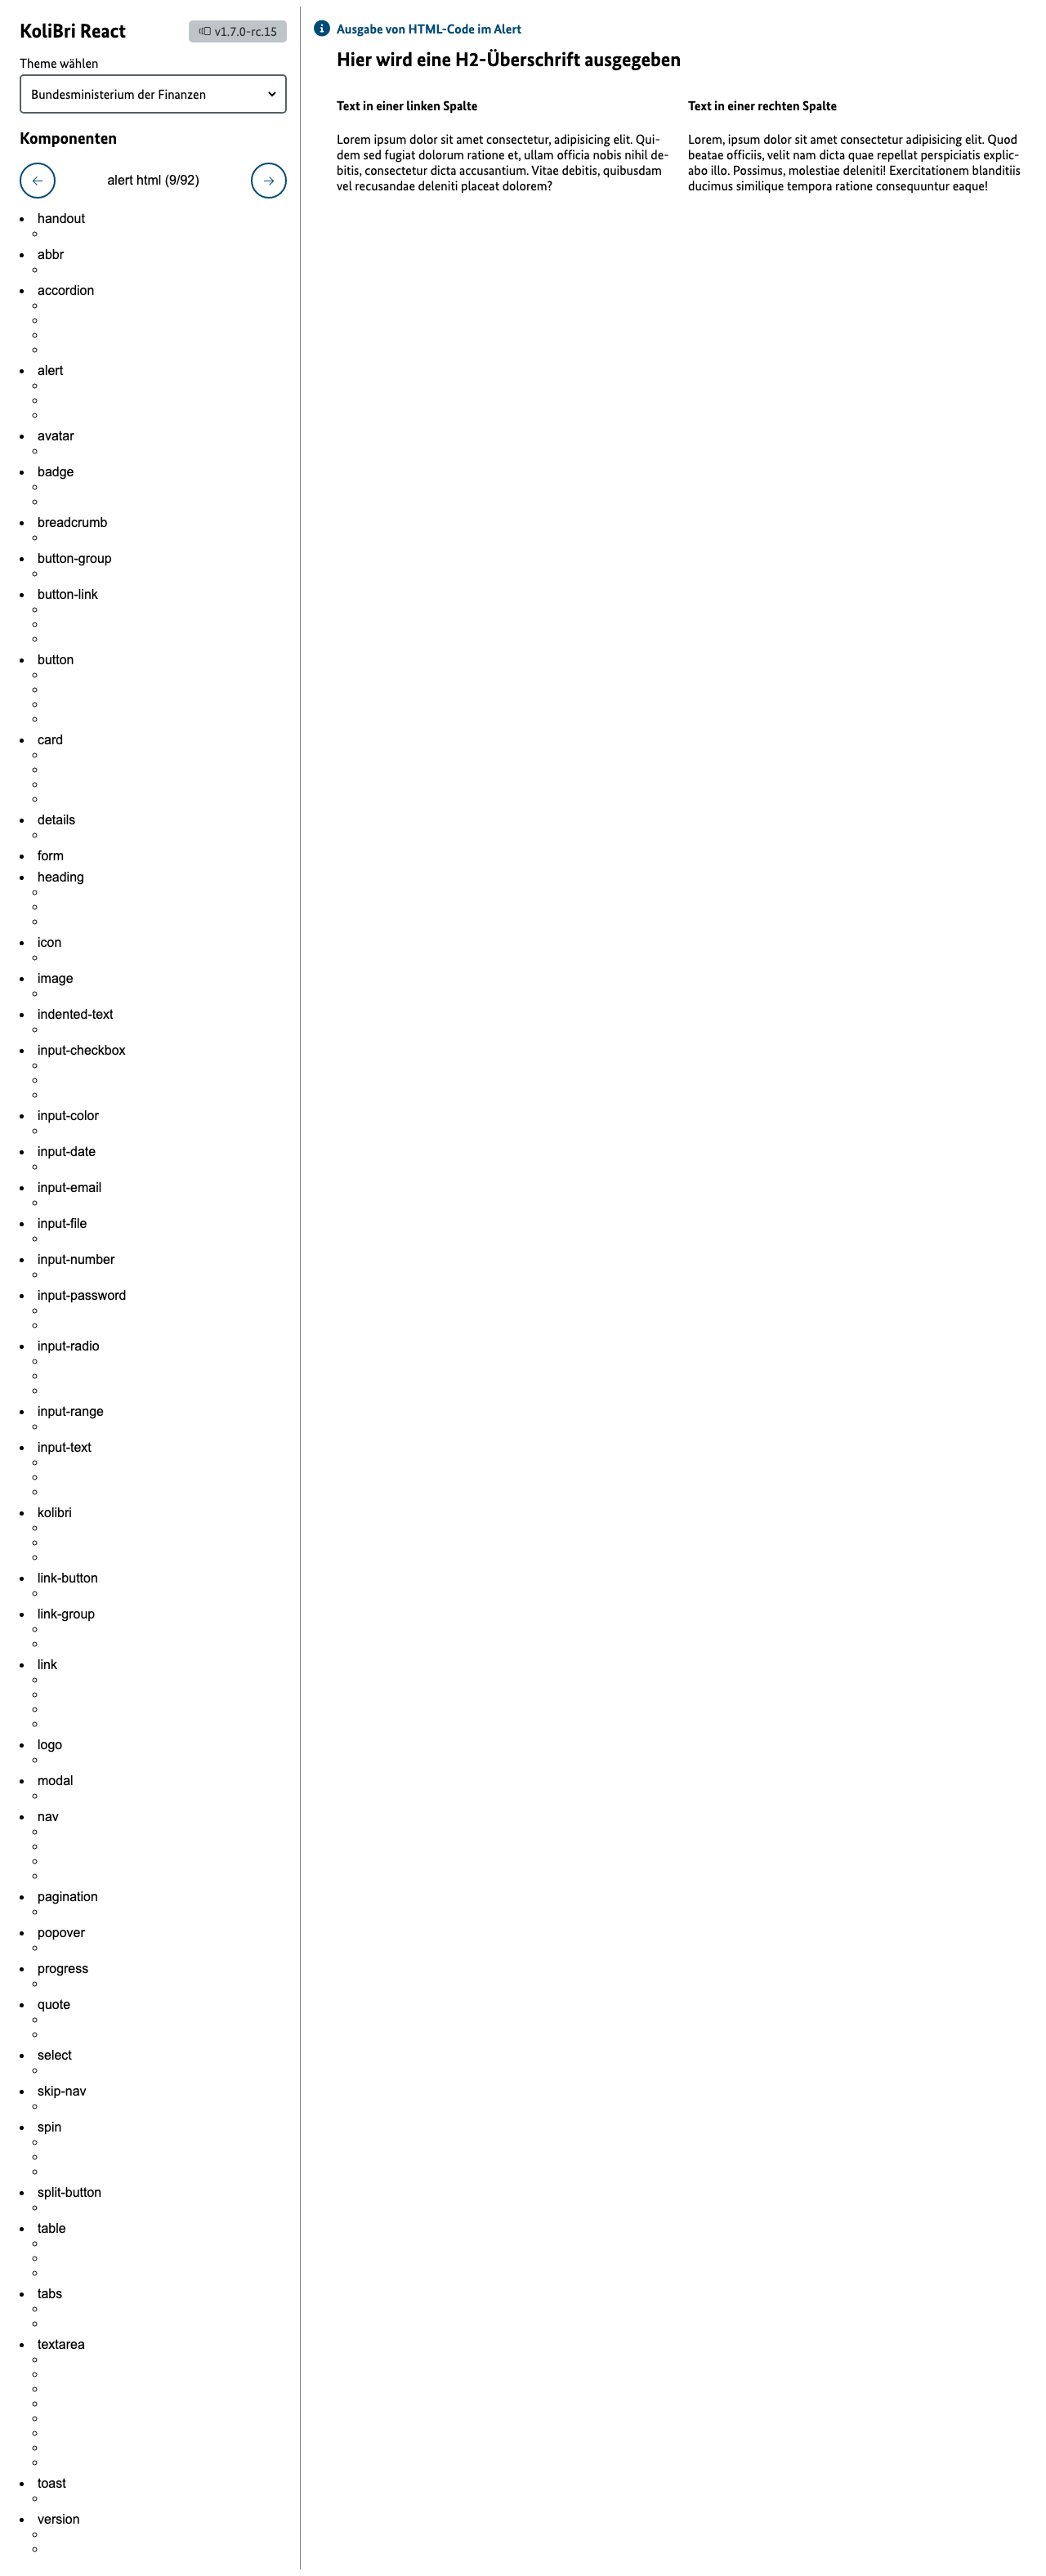 KoliBri React
v1.7.0-rc.15
Theme wählen
Bundesministerium der Finanzen
Komponenten
alert html (9/92)
handout
abbr
accordion
alert
avatar
badge
breadcrumb
button-group
button-link
button
card
details
form
heading
icon
image
indented-text
input-checkbox
input-color
input-date
input-email
input-file
input-number
input-password
input-radio
input-range
input-text
kolibri
link-button
link-group
link
logo
modal
nav
pagination
popover
progress
quote
select
skip-nav
spin
split-button
table
tabs
textarea
toast
version
Ausgabe von HTML-Code im Alert
Hier wird eine H2-Überschrift ausgegeben
Text in einer linken Spalte
Lorem ipsum dolor sit amet consectetur, adipisicing elit. Qui-
dem sed fugiat dolorum ratione et, ullam officia nobis nihil de-
bitis, consectetur dicta accusantium. Vitae debitis, quibusdam
vel recusandae deleniti placeat dolorem?
Text in einer rechten Spalte
Lorem, ipsum dolor sit amet consectetur adipisicing elit. Quod
beatae officiis, velit nam dicta quae repellat perspiciatis explic-
abo illo. Possimus, molestiae deleniti! Exercitationem blanditiis
ducimus similique tempora ratione consequuntur eaque!